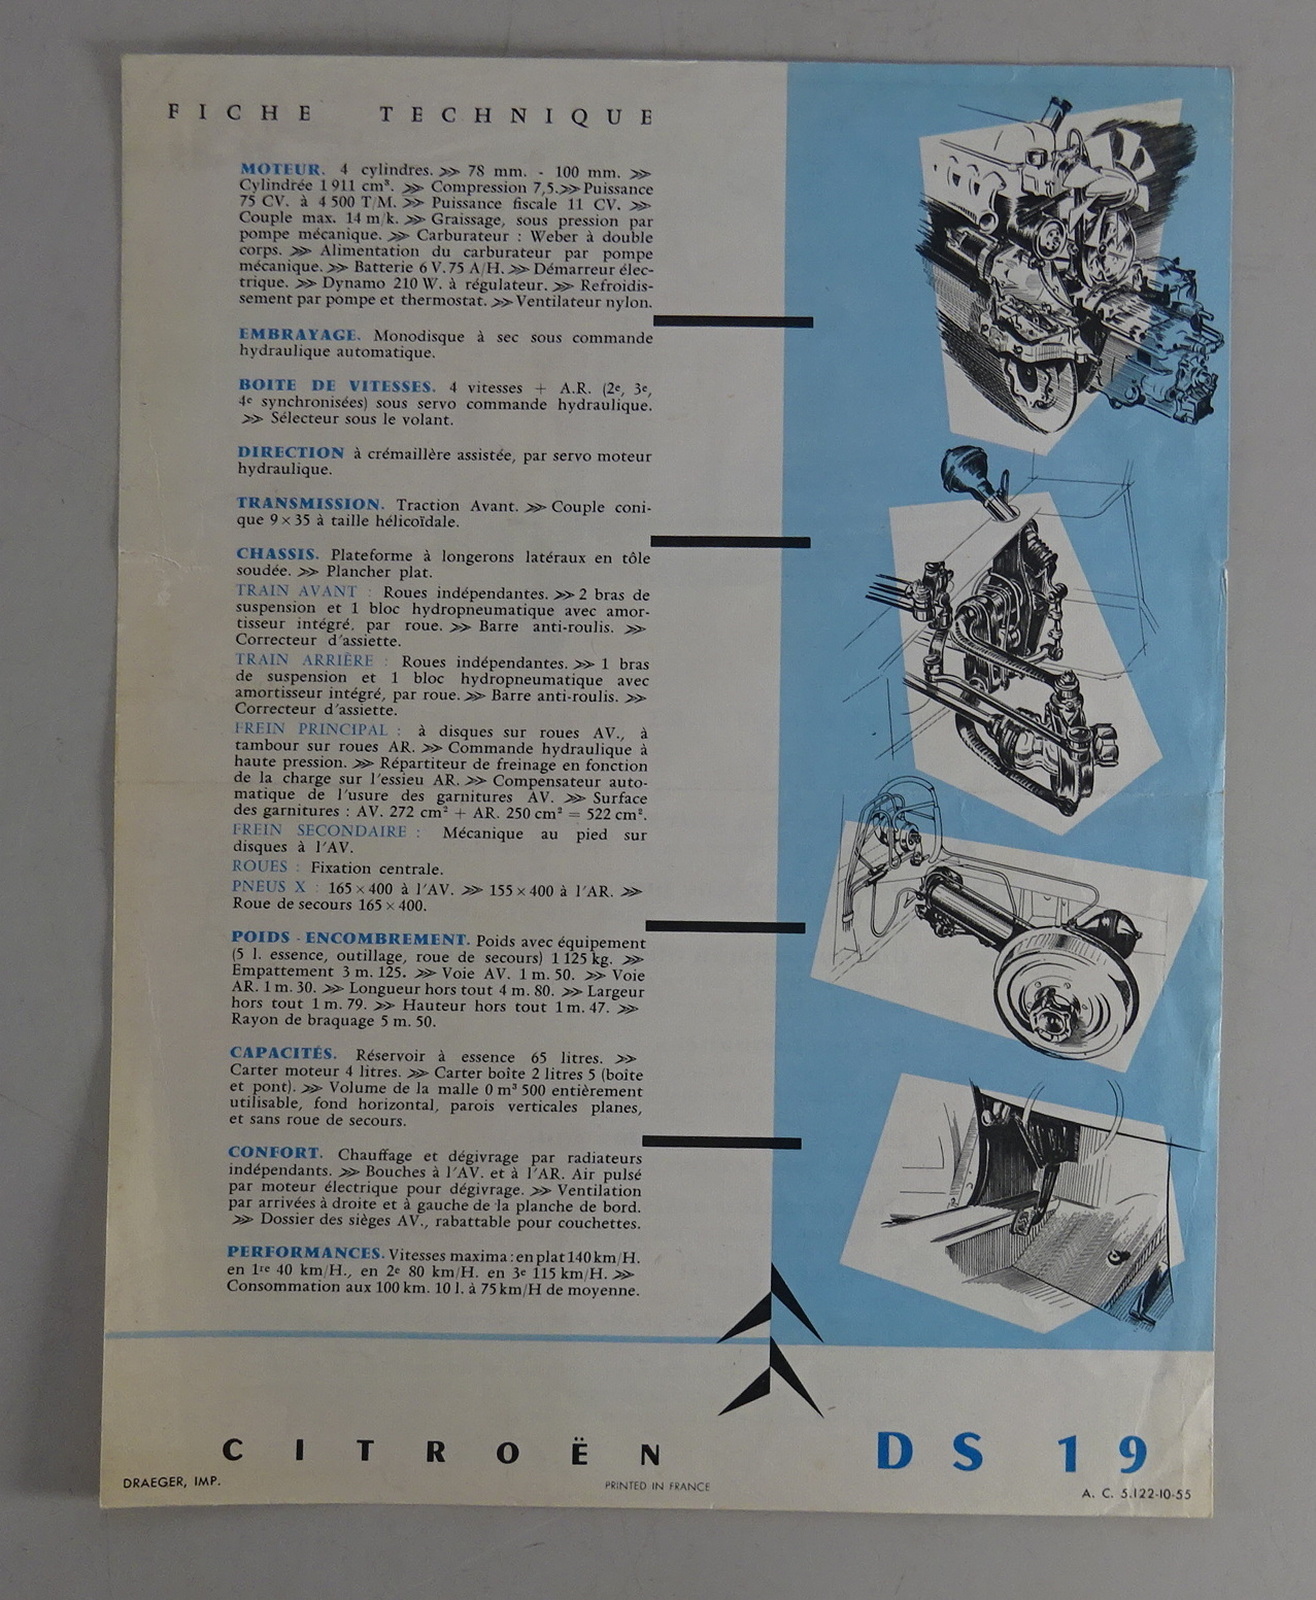 FICHE TECHNIQUE
MOTEUR. 4 cylindres. >> 78 mm. - 100 mm. >>
Cylindrée 1 911 cm³. >> Compression 7,5. >> Puissance
75 CV. à 4 500 T/M. >> Puissance fiscale 11 CV. >>
Couple max. 14 m/k. >> Graissage, sous pression par
pompe mécanique. >> Carburateur : Weber à double
corps. >> Alimentation du carburateur par pompe
mécanique. >> Batterie 6 V. 75 A/H. >> Démarreur élec-
trique. >> Dynamo 210 W. à régulateur. >> Refroidis-
sement par pompe et thermostat. >> Ventilateur nylon.
EMBRAYAGE. Monodisque à sec sous commande
hydraulique automatique.
BOITE DE VITESSES. 4 vitesses + A.R. (2e, 3e,
4e synchronisées) sous servo commande hydraulique.
>> Sélecteur sous le volant.
DIRECTION à crémaillère assistée, par servo moteur
hydraulique.
TRANSMISSION. Traction Avant. >> Couple coni-
que 9 × 35 à taille hélicoïdale.
CHASSIS. Plateforme à longerons latéraux en tôle
soudée. >> Plancher plat.
TRAIN AVANT : Roues indépendantes. >> 2 bras de
suspension et 1 bloc hydropneumatique avec amor-
tisseur intégré, par roue. >> Barre anti-roulis. >>
Correcteur d'assiette.
TRAIN ARRIÈRE : Roues indépendantes. >> 1 bras
de suspension et 1 bloc hydropneumatique avec
amortisseur intégré, par roue. >> Barre anti-roulis. >>
Correcteur d'assiette.
FREIN PRINCIPAL : à disques sur roues AV., à
tambour sur roues AR. >> Commande hydraulique à
haute pression. >> Répartiteur de freinage en fonction
de la charge sur l'essieu AR. >> Compensateur auto-
matique de l'usure des garnitures AV. >> Surface
des garnitures : AV. 272 cm² + AR. 250 cm² = 522 cm².
FREIN SECONDAIRE : Mécanique au pied sur
disques à l'AV.
ROUES : Fixation centrale.
PNEUS X : 165 × 400 à l'AV. >> 155 × 400 à l'AR. >>
Roue de secours 165 × 400.
POIDS - ENCOMBREMENT. Poids avec équipement
(5 l. essence, outillage, roue de secours) 1 125 kg. >>
Empattement 3 m. 125. >> Voie AV. 1 m. 50. >> Voie
AR. 1 m. 30. >> Longueur hors tout 4 m. 80. >> Largeur
hors tout 1 m. 79. >> Hauteur hors tout 1 m. 47. >>
Rayon de braquage 5 m. 50.
CAPACITÉS. Réservoir à essence 65 litres. >>
Carter moteur 4 litres. >> Carter boîte 2 litres 5 (boîte
et pont). >> Volume de la malle 0 m³ 500 entièrement
utilisable, fond horizontal, parois verticales planes,
et sans roue de secours.
CONFORT. Chauffage et dégivrage par radiateurs
indépendants. >> Bouches à l'AV. et à l'AR. Air pulsé
par moteur électrique pour dégivrage. >> Ventilation
par arrivées à droite et à gauche de la planche de bord.
>> Dossier des sièges AV., rabattable pour couchettes.
PERFORMANCES. Vitesses maxima : en plat 140 km/H.
en 1re 40 km/H., en 2e 80 km/H. en 3e 115 km/H. >>
Consommation aux 100 km. 10 l. à 75 km/H de moyenne.
CITROËN DS 19
DRAEGER, IMP.
PRINTED IN FRANCE
A. C. 5.122-10-55